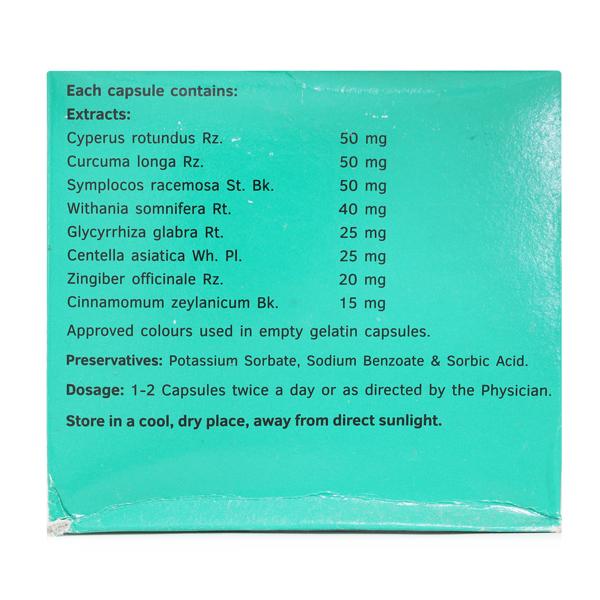 Each capsule contains:
Extracts:
Cyperus rotundus Rz. 50 mg
Curcuma longa Rz. 50 mg
Symplocos racemosa St. Bk. 50 mg
Withania somnifera Rt. 40 mg
Glycyrrhiza glabra Rt. 25 mg
Centella asiatica Wh. Pl. 25 mg
Zingiber officinale Rz. 20 mg
Cinnamomum zeylanicum Bk. 15 mg
Approved colours used in empty gelatin capsules.
Preservatives: Potassium Sorbate, Sodium Benzoate & Sorbic Acid.
Dosage: 1-2 Capsules twice a day or as directed by the Physician.
Store in a cool, dry place, away from direct sunlight.